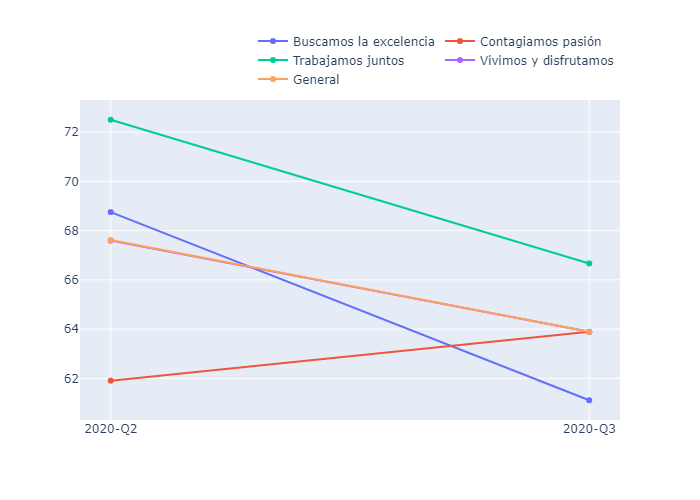 Buscamos la excelencia Contagiamos pasión
Trabajamos juntos Vivimos y disfrutamos
General
72
70
68
66
64
62
2020-Q2 2020-Q3